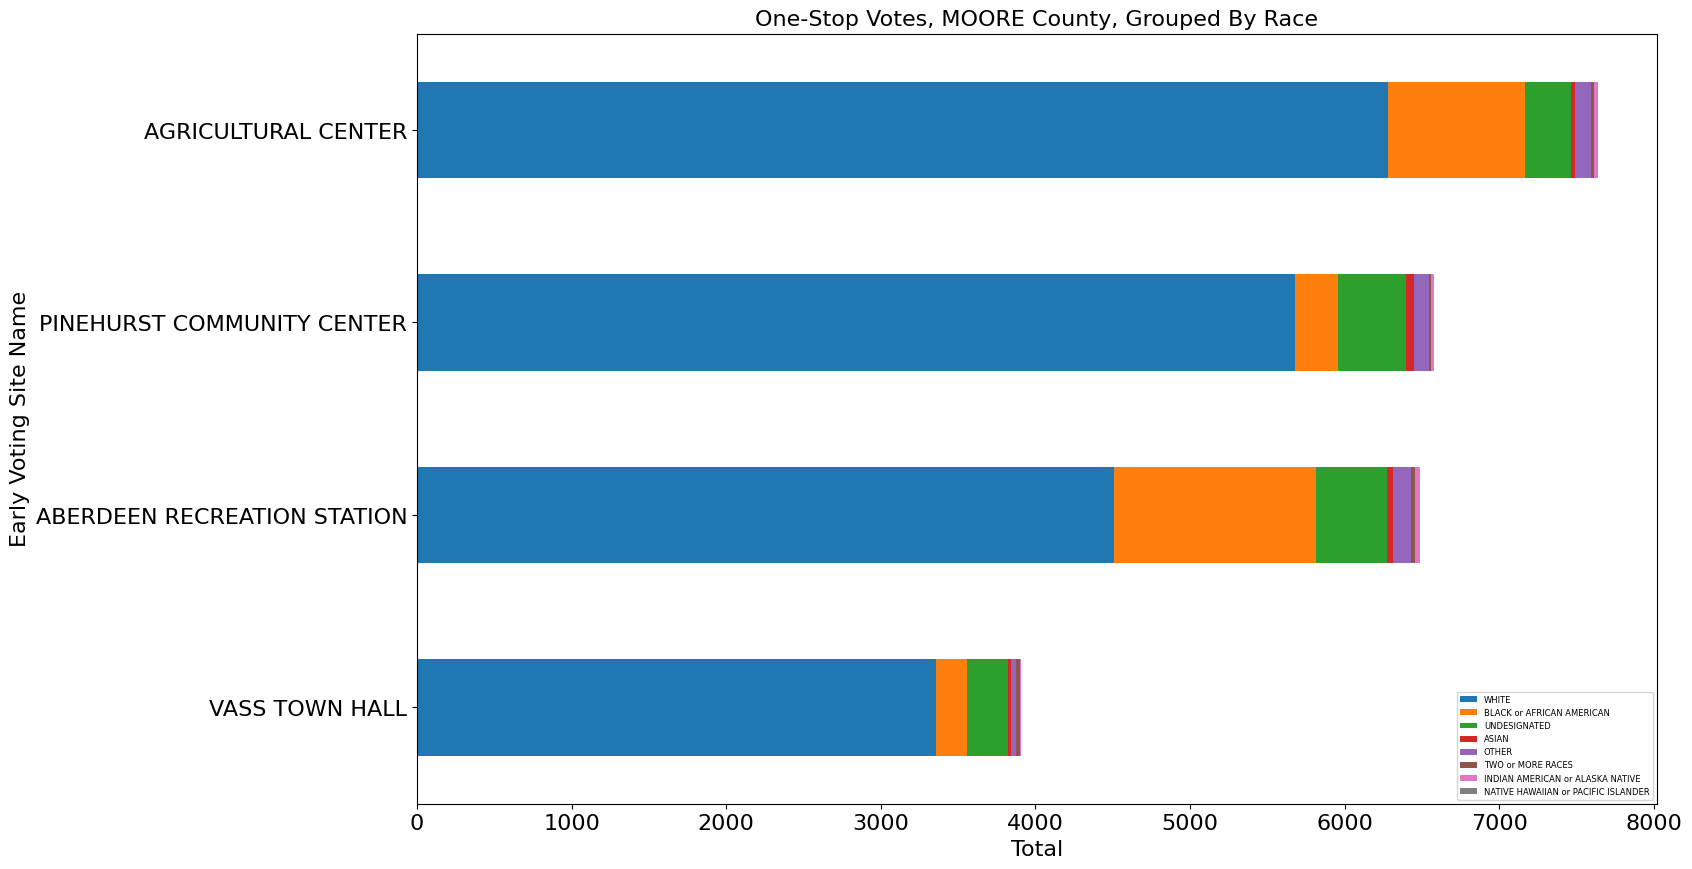 One-Stop Votes, MOORE County, Grouped By Race
Early Voting Site Name
AGRICULTURAL CENTER
PINEHURST COMMUNITY CENTER
ABERDEEN RECREATION STATION
VASS TOWN HALL
WHITE
BLACK or AFRICAN AMERICAN
UNDESIGNATED
ASIAN
OTHER
TWO or MORE RACES
INDIAN AMERICAN or ALASKA NATIVE
NATIVE HAWAIIAN or PACIFIC ISLANDER
0 1000 2000 3000 4000 5000 6000 7000 8000
Total